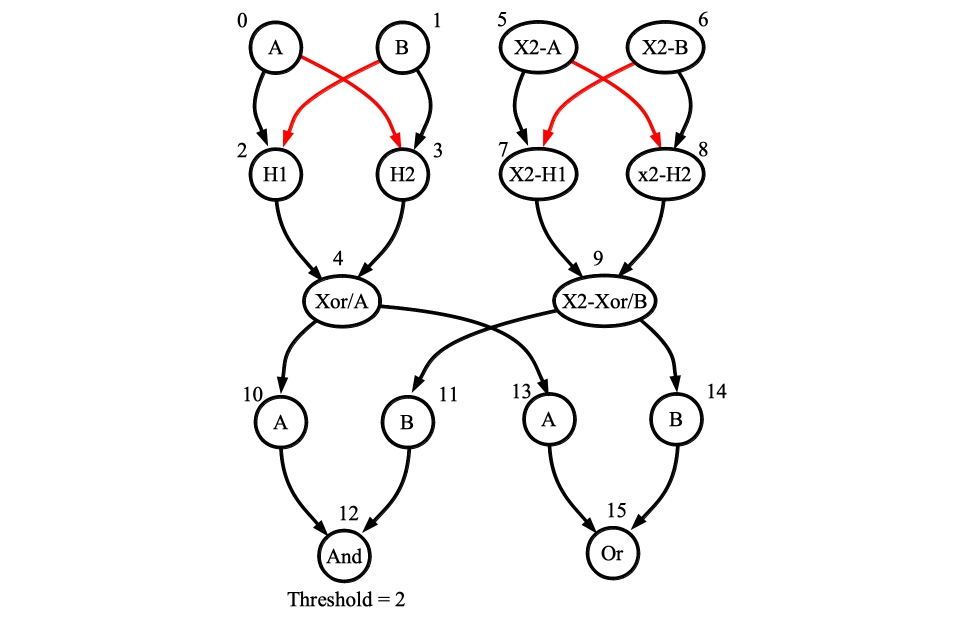 0
1
5
6
A
B
X2-A
X2-B
2
3
7
8
H1
H2
X2-H1
x2-H2
4
9
Xor/A
X2-Xor/B
10
11
13
14
A
B
A
B
12
15
And
Or
Threshold = 2